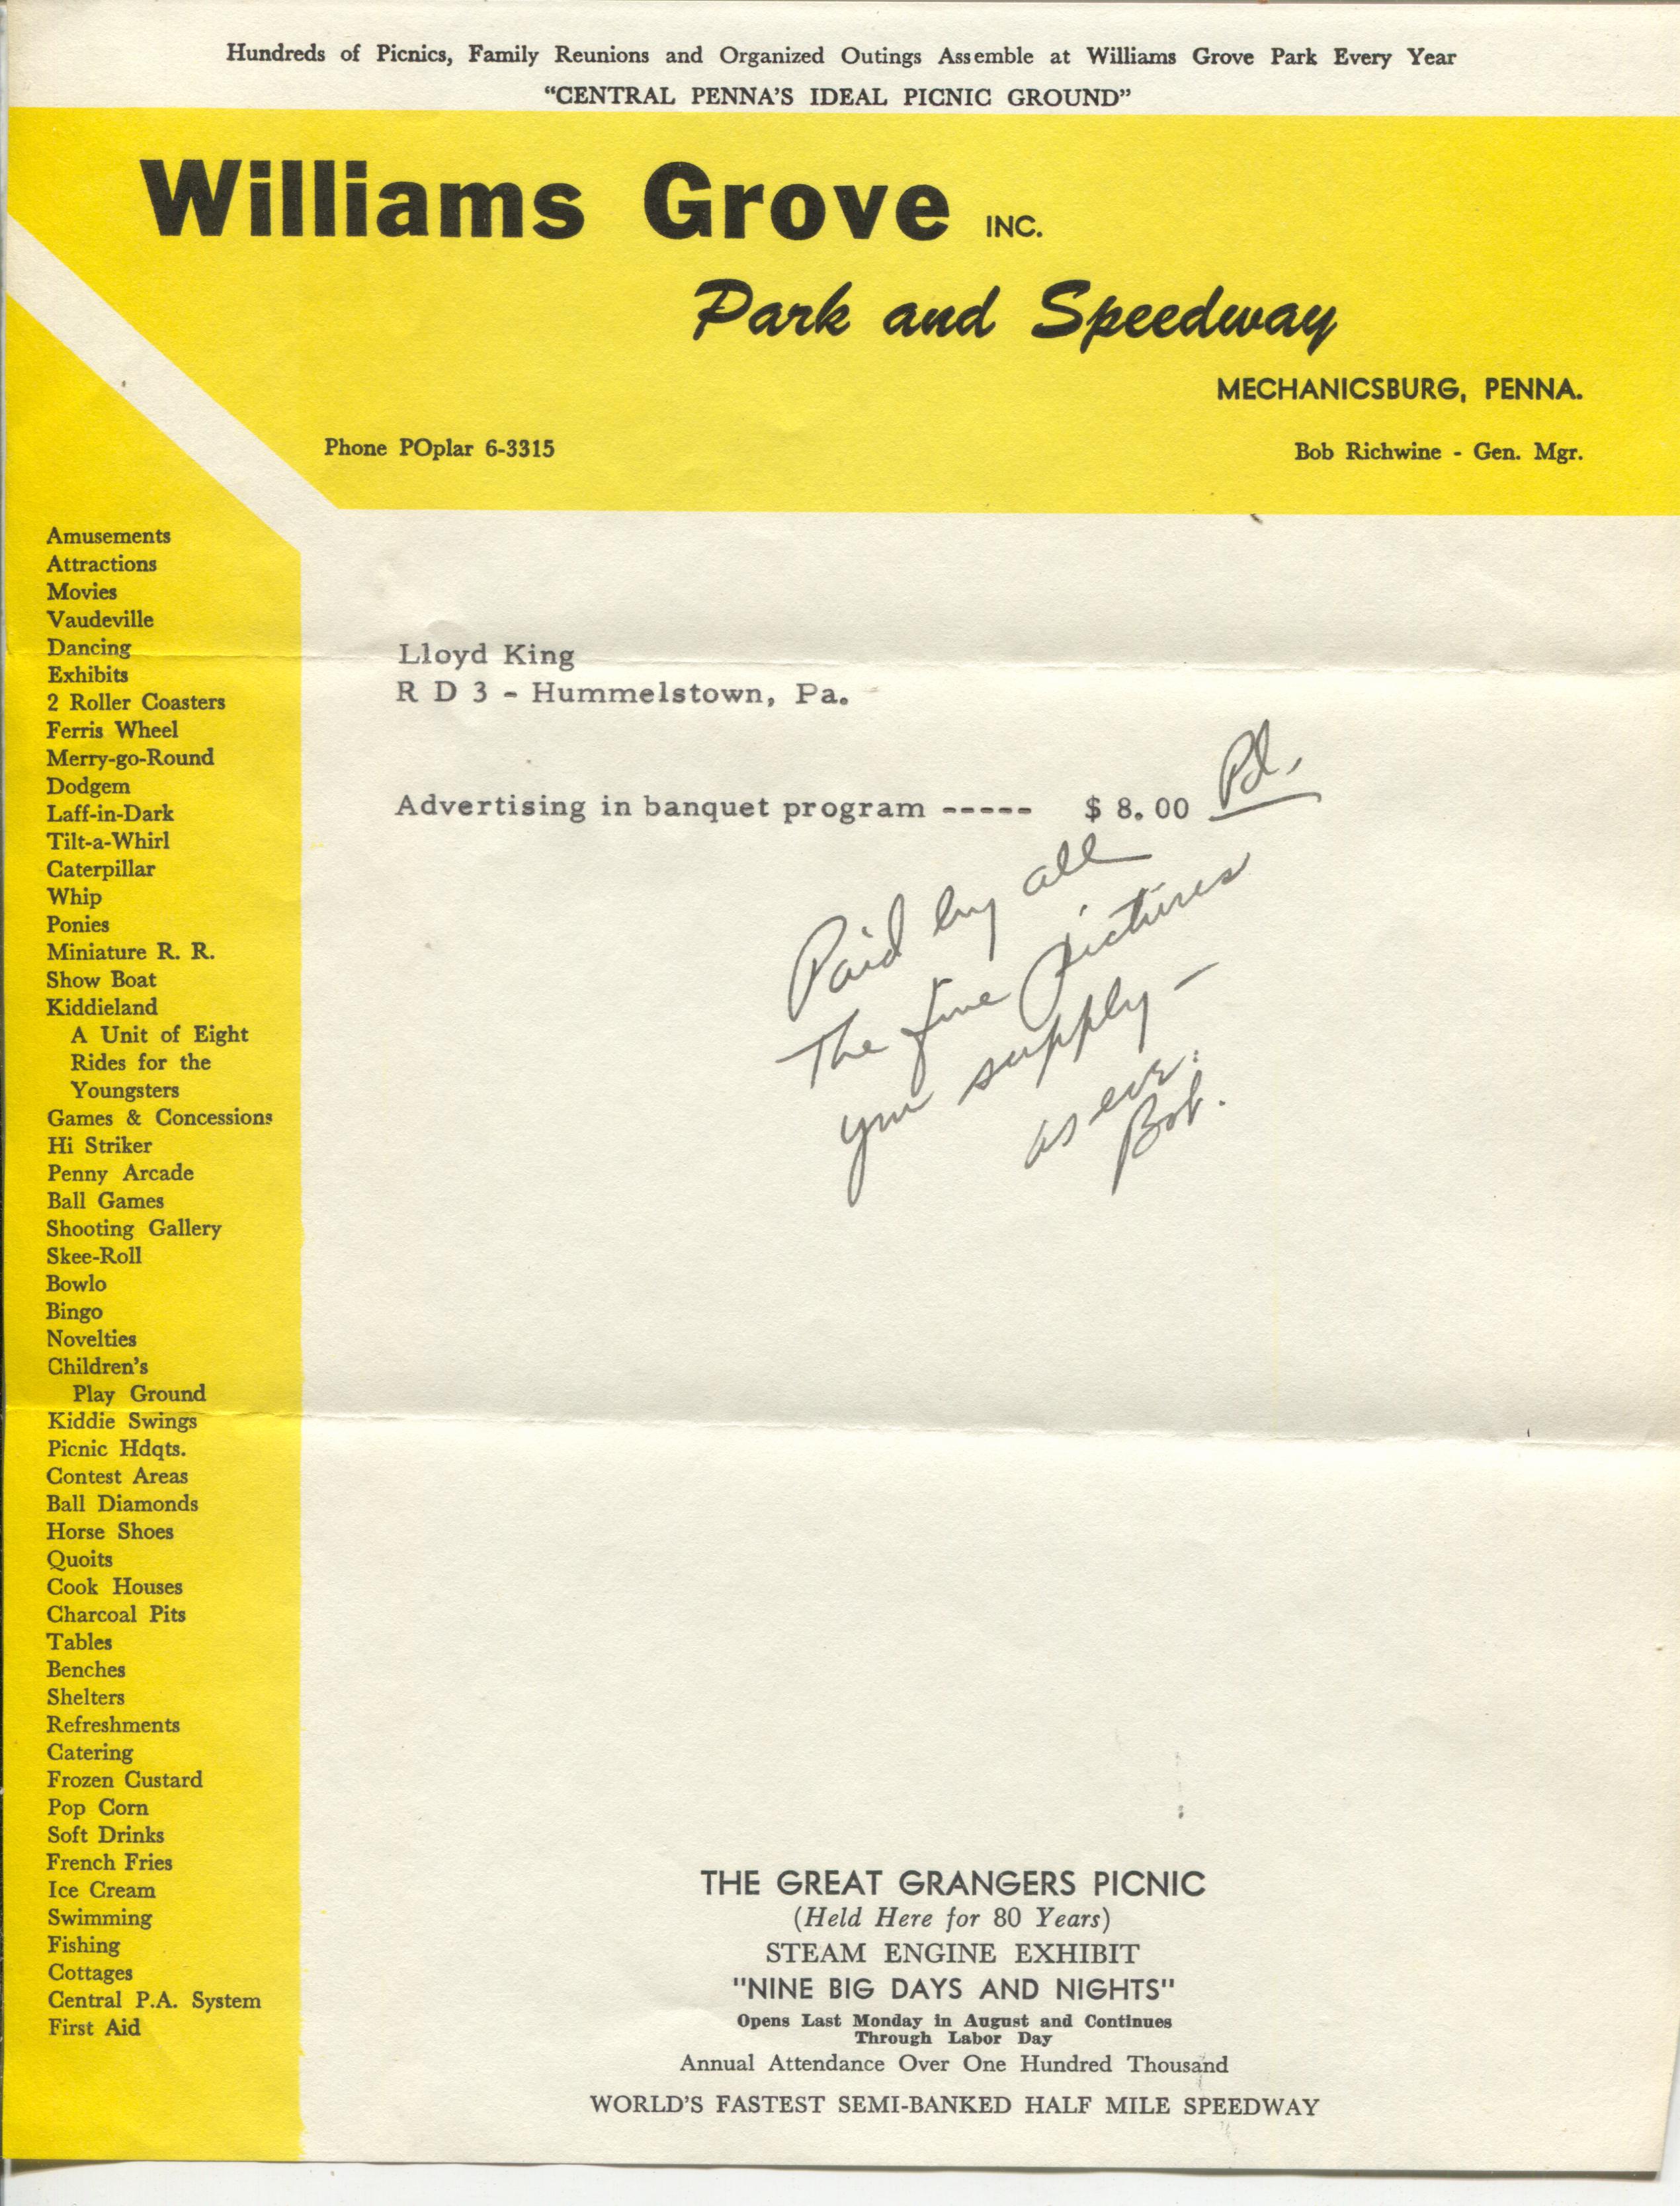 Hundreds of Picnics, Family Reunions and Organized Outings Assemble at Williams Grove Park Every Year
"CENTRAL PENNA'S IDEAL PICNIC GROUND"
Williams Grove INC.
Park and Speedway
MECHANICSBURG, PENNA.
Phone POplar 6-3315
Bob Richwine - Gen. Mgr.
Amusements
Attractions
Movies
Vaudeville
Dancing
Exhibits
2 Roller Coasters
Ferris Wheel
Merry-go-Round
Dodgem
Laff-in-Dark
Tilt-a-Whirl
Caterpillar
Whip
Ponies
Miniature R. R.
Show Boat
Kiddieland
A Unit of Eight
Rides for the
Youngsters
Games & Concessions
Hi Striker
Penny Arcade
Ball Games
Shooting Gallery
Skee-Roll
Bowlo
Bingo
Novelties
Children's
Play Ground
Kiddie Swings
Picnic Hdqts.
Contest Areas
Ball Diamonds
Horse Shoes
Quoits
Cook Houses
Charcoal Pits
Tables
Benches
Shelters
Refreshments
Catering
Frozen Custard
Pop Corn
Soft Drinks
French Fries
Ice Cream
Swimming
Fishing
Cottages
Central P.A. System
First Aid
Lloyd King
R D 3 - Hummelstown, Pa.
Advertising in banquet program ----- $ 8.00 Pd.
Paid by all
The fine pictures
you supply -
as ever:
Bob.
THE GREAT GRANGERS PICNIC
(Held Here for 80 Years)
STEAM ENGINE EXHIBIT
"NINE BIG DAYS AND NIGHTS"
Opens Last Monday in August and Continues
Through Labor Day
Annual Attendance Over One Hundred Thousand
WORLD'S FASTEST SEMI-BANKED HALF MILE SPEEDWAY